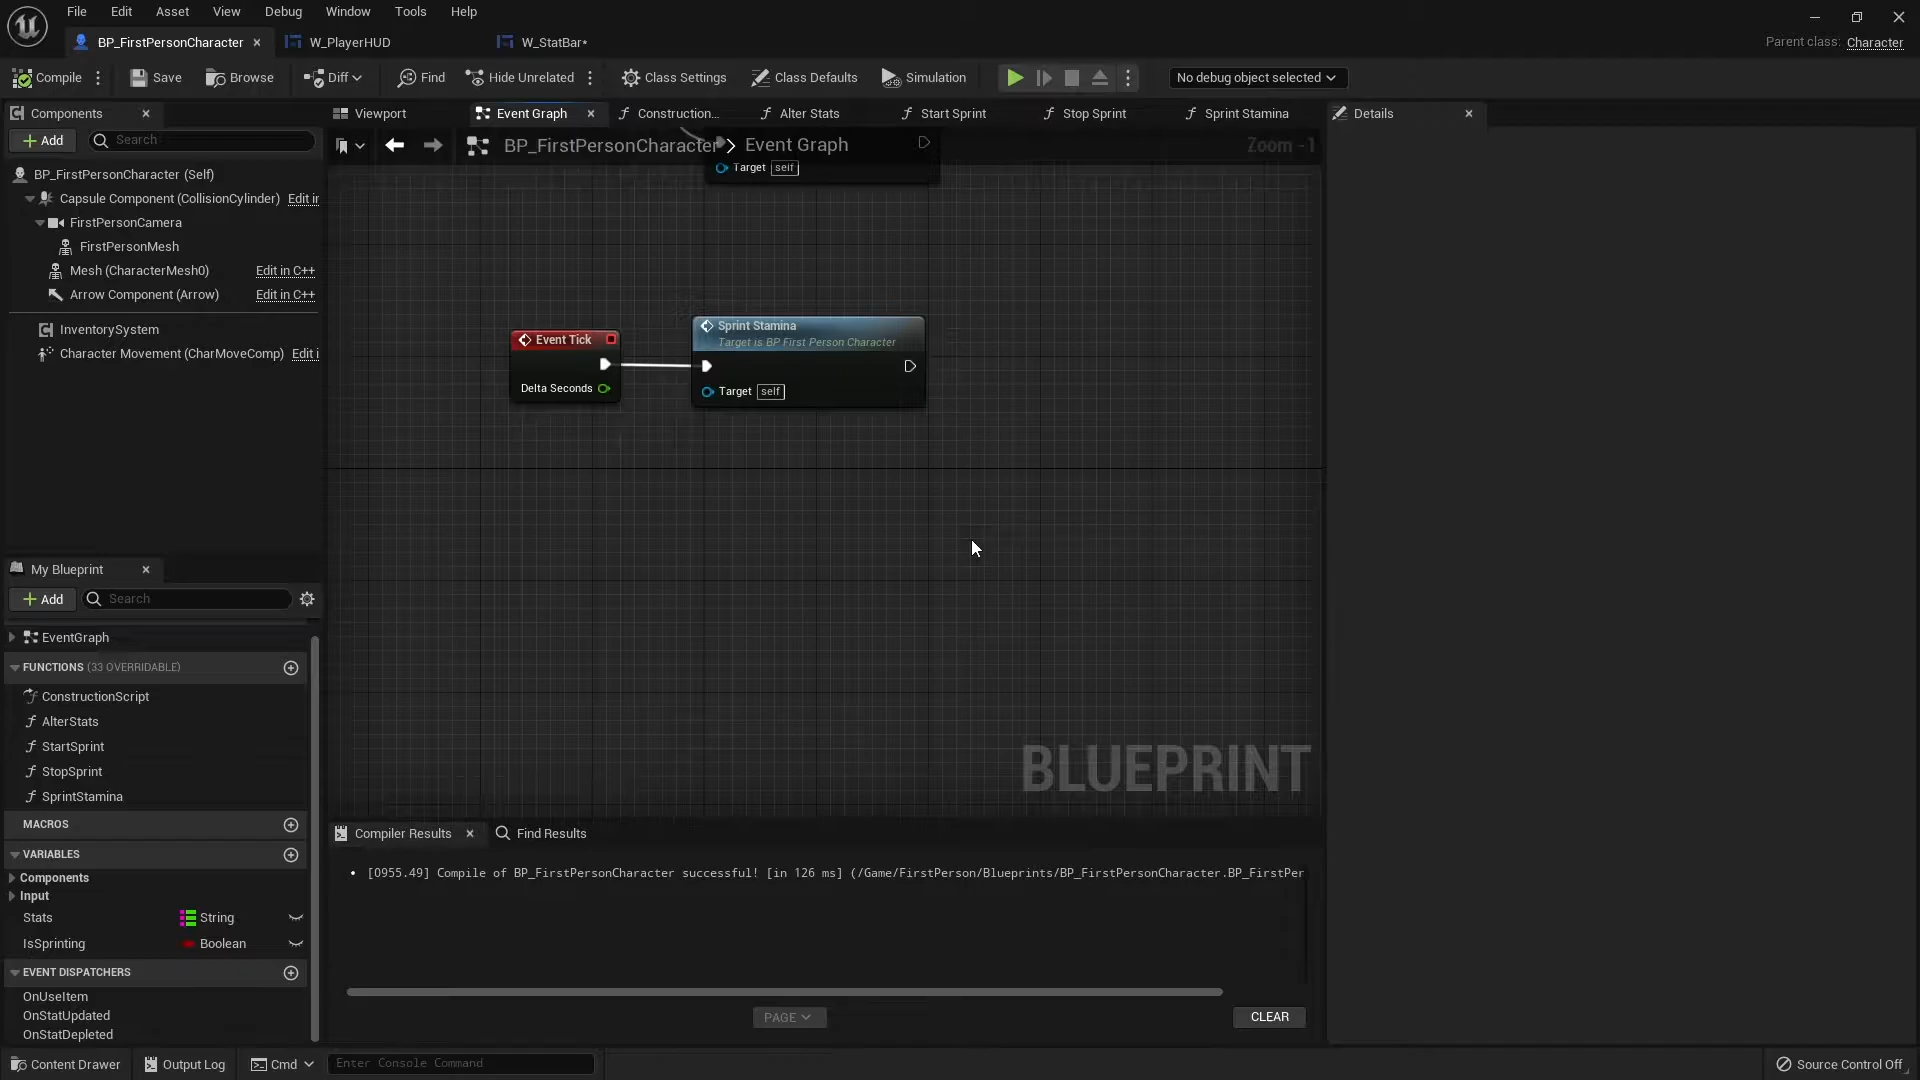 File Edit Asset View Debug Window Tools Help
BP_FirstPersonCharacter W_PlayerHUD W_StatBar* Parent class: Character
Compile Save Browse Diff Find Hide Unrelated Class Settings Class Defaults Simulation No debug object selected
Components Viewport Event Graph Construction... Alter Stats Start Sprint Stop Sprint Sprint Stamina Details
Add Search BP_FirstPersonCharacter Event Graph Zoom -1
Target self
BP_FirstPersonCharacter (Self)
Capsule Component (CollisionCylinder) Edit in
FirstPersonCamera
FirstPersonMesh
Mesh (CharacterMesh0) Edit in C++
Arrow Component (Arrow) Edit in C++
InventorySystem
Character Movement (CharMoveComp) Edit i
Event Tick
Delta Seconds
Sprint Stamina
Target is BP First Person Character
Target self
BLUEPRINT
My Blueprint
Add Search
EventGraph
FUNCTIONS (33 OVERRIDABLE)
ConstructionScript
AlterStats
StartSprint
StopSprint
SprintStamina
MACROS
VARIABLES
Components
Input
Stats String
IsSprinting Boolean
EVENT DISPATCHERS
OnUseItem
OnStatUpdated
OnStatDepleted
Compiler Results Find Results
[0955.49] Compile of BP_FirstPersonCharacter successful! [in 126 ms] (/Game/FirstPerson/Blueprints/BP_FirstPersonCharacter.BP_FirstPer
PAGE CLEAR
Content Drawer Output Log Cmd Enter Console Command Source Control Off